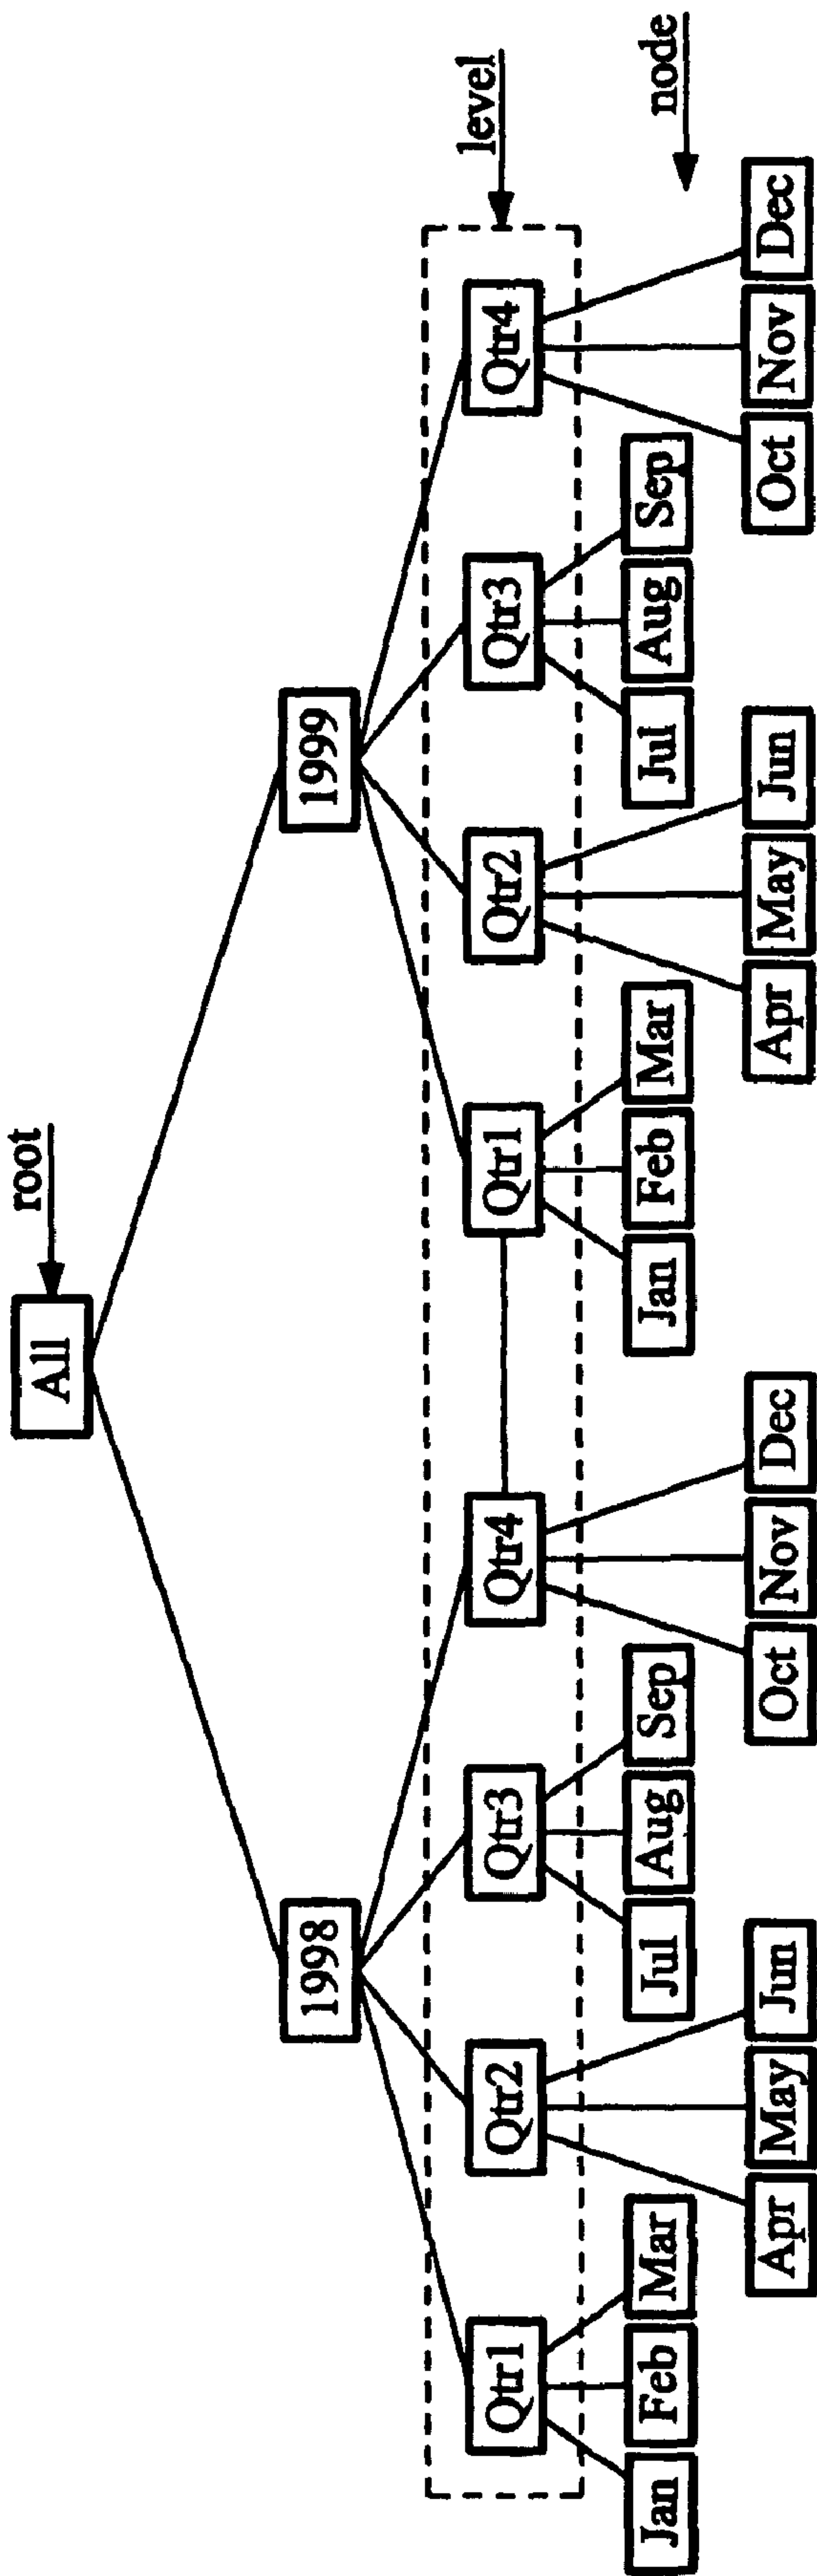 root
All
1998
1999
level
Qtr1
Qtr2
Qtr3
Qtr4
Qtr1
Qtr2
Qtr3
Qtr4
node
Jan
Feb
Mar
Jul
Aug
Sep
Jan
Feb
Mar
Jul
Aug
Sep
Apr
May
Jun
Oct
Nov
Dec
Apr
May
Jun
Oct
Nov
Dec